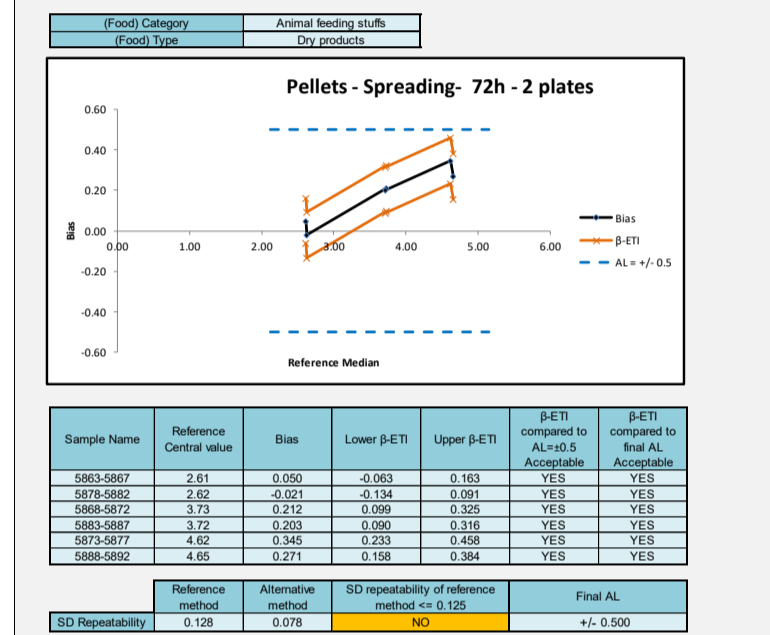 (Food) Category Animal feeding stuffs
(Food) Type Dry products
Pellets - Spreading- 72h - 2 plates
0.60
0.40
0.20
0.00
-0.20
-0.40
-0.60
Bias
0.00 1.00 2.00 3.00 4.00 5.00 6.00
Reference Median
Bias
β-ETI
AL = +/- 0.5
Sample Name Reference Central value Bias Lower β-ETI Upper β-ETI β-ETI compared to AL=±0.5 Acceptable β-ETI compared to final AL Acceptable
5863-5867 2.61 0.050 -0.063 0.163 YES YES
5878-5882 2.62 -0.021 -0.134 0.091 YES YES
5868-5872 3.73 0.212 0.099 0.325 YES YES
5883-5887 3.72 0.203 0.090 0.316 YES YES
5873-5877 4.62 0.345 0.233 0.458 YES YES
5888-5892 4.65 0.271 0.158 0.384 YES YES
Reference method Alternative method SD repeatability of reference method <= 0.125 Final AL
SD Repeatability 0.128 0.078 NO +/- 0.500